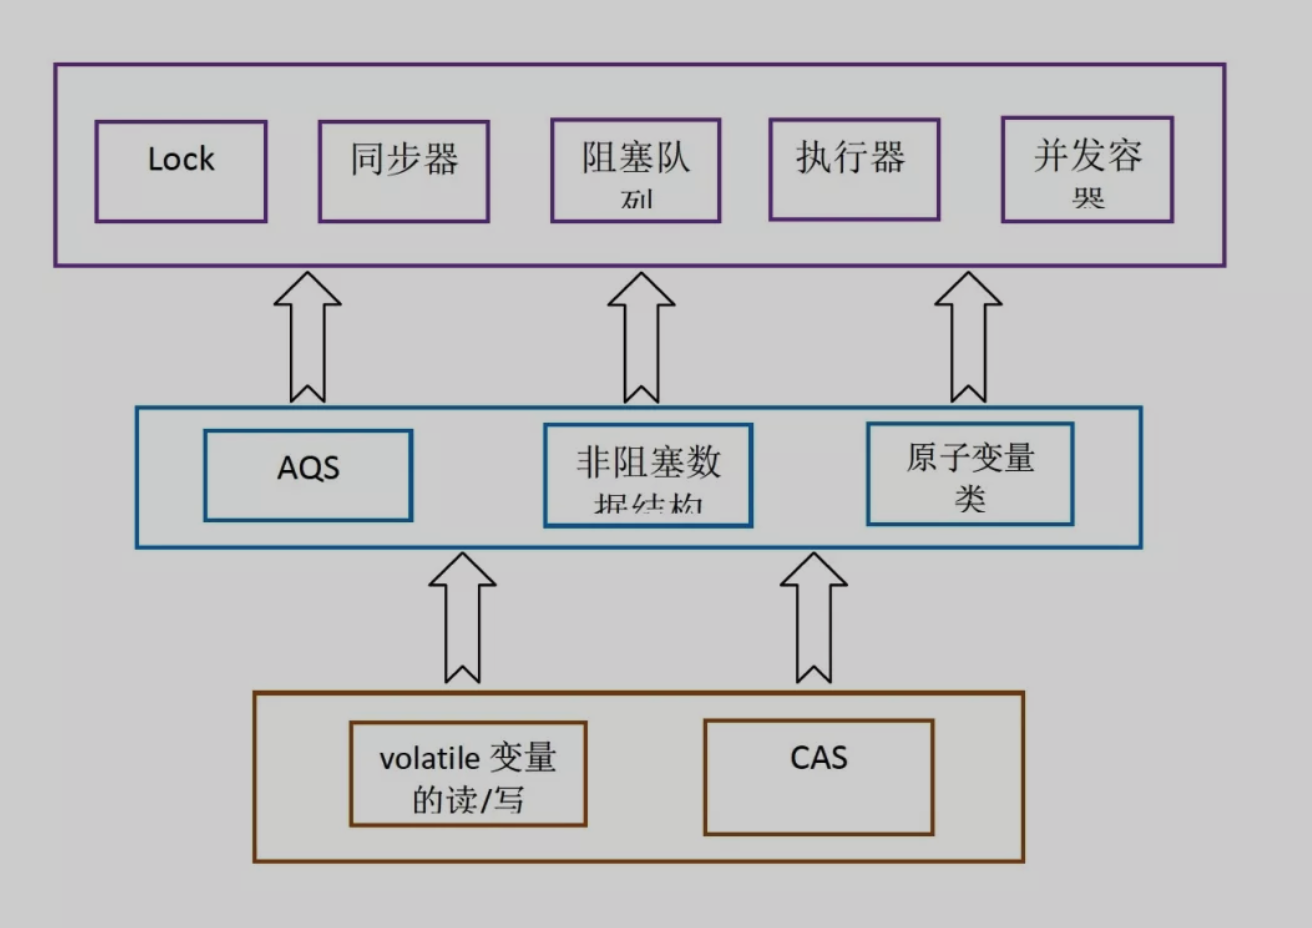 Lock
同步器
阻塞队
列
执行器
并发容
器
AQS
非阻塞数
据结构
原子变量
类
volatile 变量
的读/写
CAS